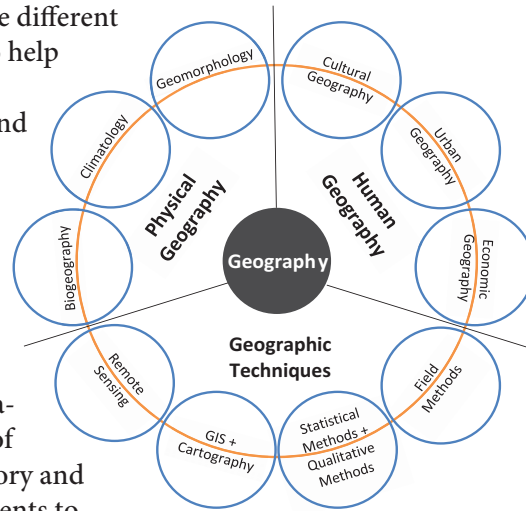 e different
help
nd
Geomorphology
Cultural
Geography
Climatology
Urban
Geography
Physical
Geography
Human
Geography
Biogeography
Geography
Economic
Geography
Geographic
Techniques
Remote
Sensing
Field
Methods
GIS +
Cartography
Statistical
Methods +
Qualitative
Methods
a-
of
ory and
ents to